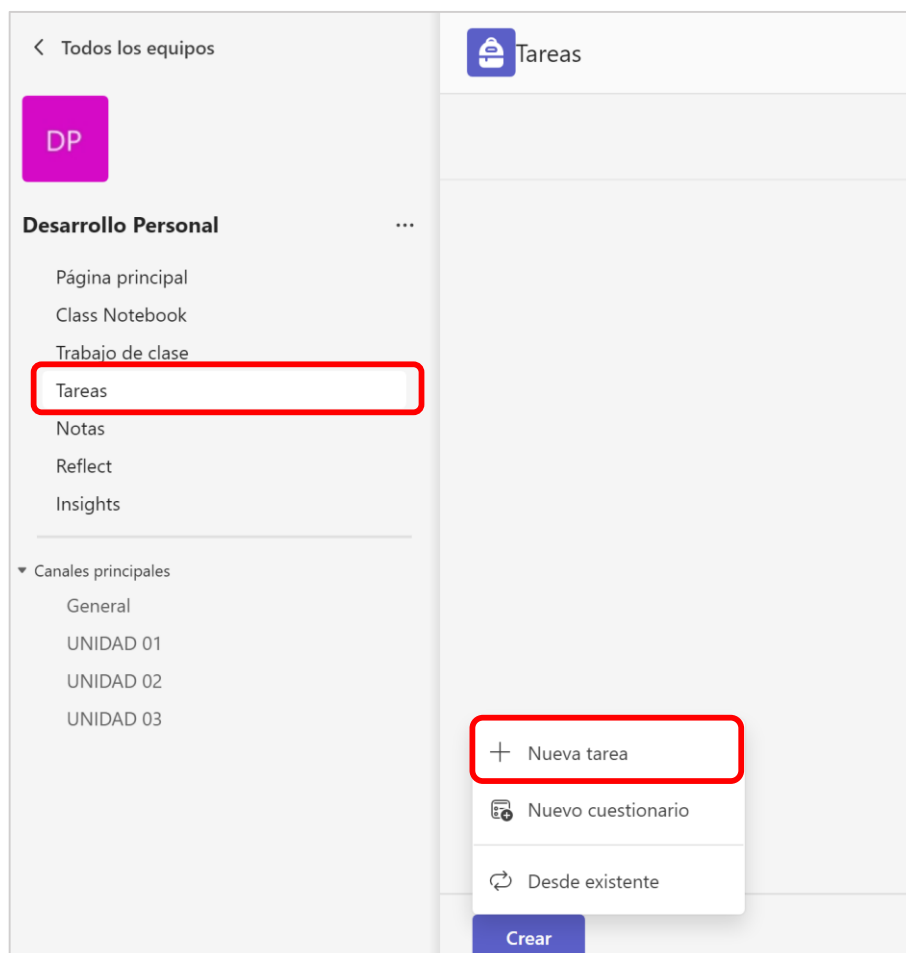 Todos los equipos
DP
Desarrollo Personal
Página principal
Class Notebook
Trabajo de clase
Tareas
Notas
Reflect
Insights
Canales principales
General
UNIDAD 01
UNIDAD 02
UNIDAD 03
Tareas
Nueva tarea
Nuevo cuestionario
Desde existente
Crear